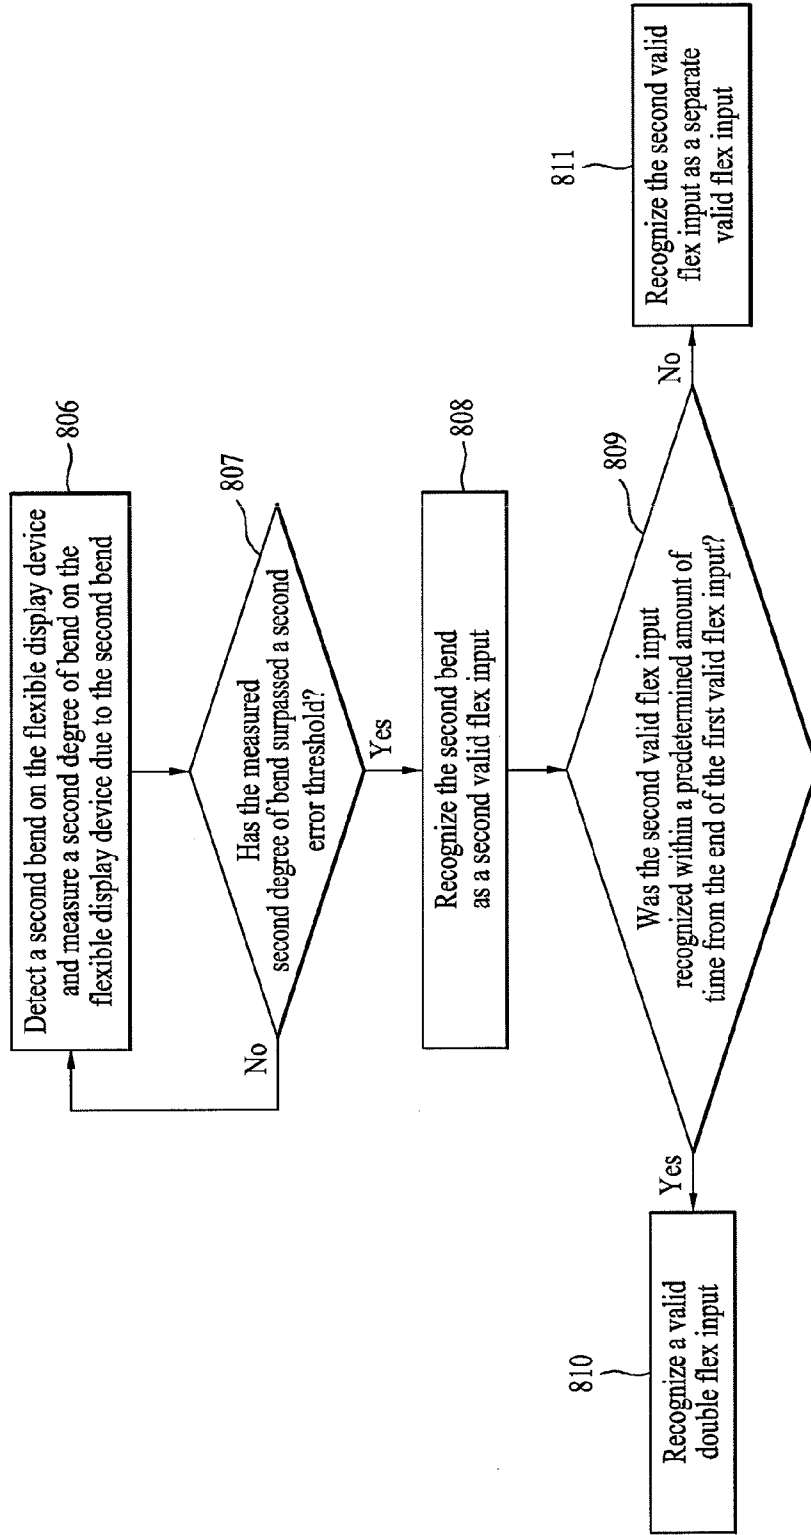 806
Detect a second bend on the flexible display device
and measure a second degree of bend on the
flexible display device due to the second bend
807
Has the measured
second degree of bend surpassed a second
error threshold?
No
Yes
808
Recognize the second bend
as a second valid flex input
809
Was the second valid flex input
recognized within a predetermined amount of
time from the end of the first valid flex input?
Yes
No
810
Recognize a valid
double flex input
811
Recognize the second valid
flex input as a separate
valid flex input